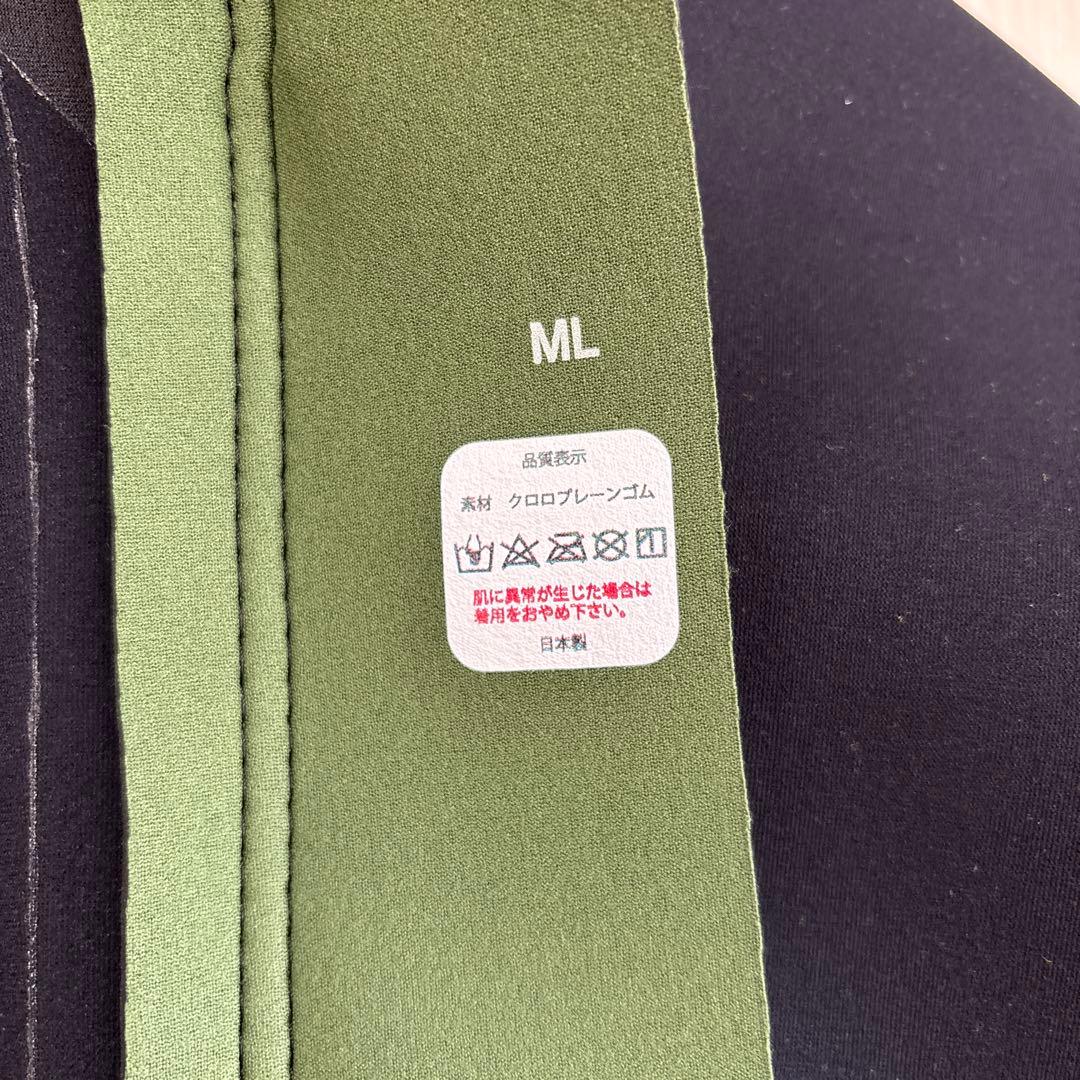 ML
品質表示
素材 クロロプレーンゴム
肌に異常が生じた場合は
着用をおやめ下さい。
日本製